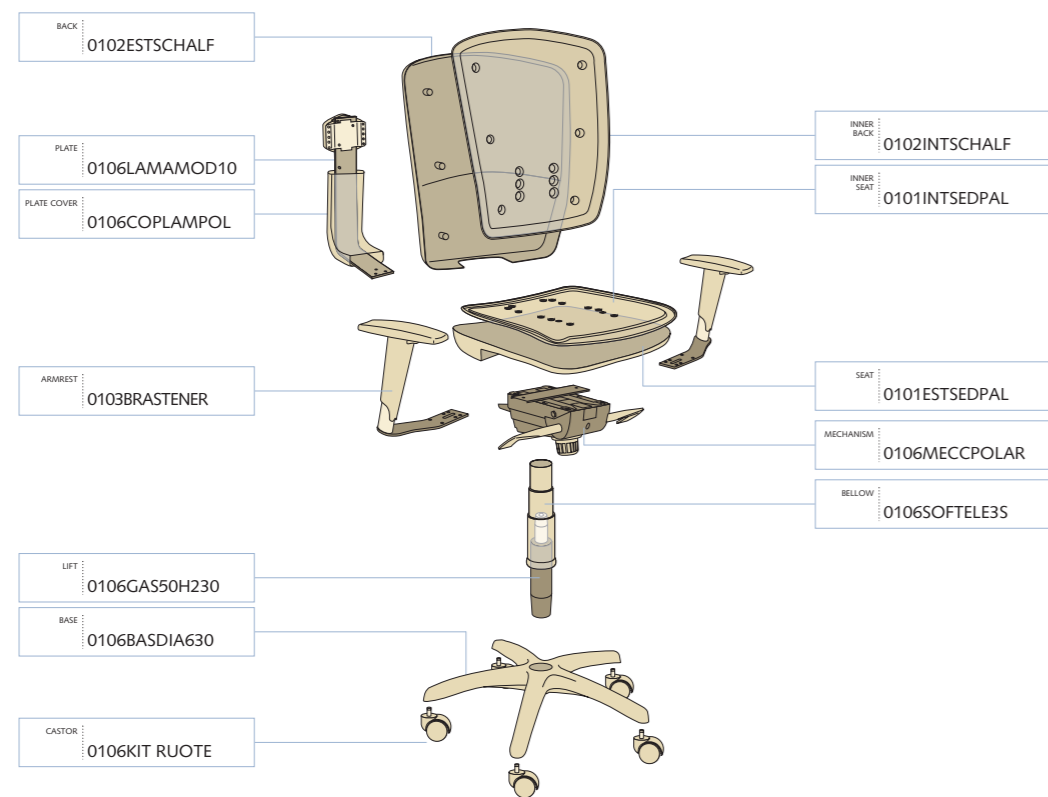 BACK
0102ESTSCHALF
PLATE
0106LAMAMOD10
PLATE COVER
0106COPLAMPOL
ARMREST
0103BRASTENER
LIFT
0106GAS50H230
BASE
0106BASDIA630
CASTOR
0106KIT RUOTE
INNER
BACK
0102INTSCHALF
INNER
SEAT
0101INTSEDPAL
SEAT
0101ESTSEDPAL
MECHANISM
0106MECCPOLAR
BELLOW
0106SOFTELE3S